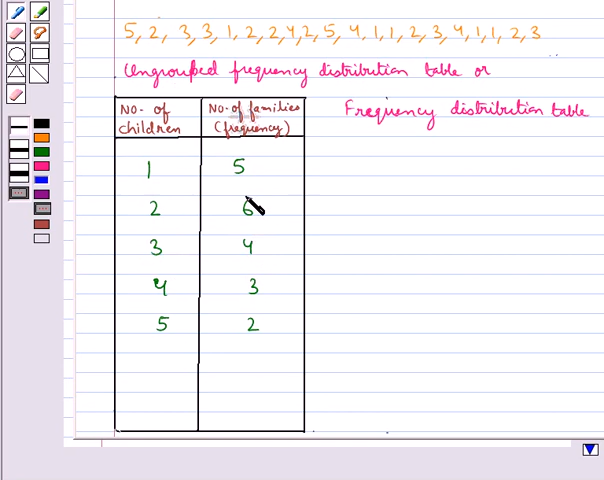 5, 2, 3, 3, 1, 2, 2, 4, 2, 5, 4, 1, 1, 2, 3, 4, 1, 1, 2, 3
Ungrouped frequency distribution table or
Frequency distribution table
No. of children No. of families (frequency)
1 5
2 6
3 4
4 3
5 2